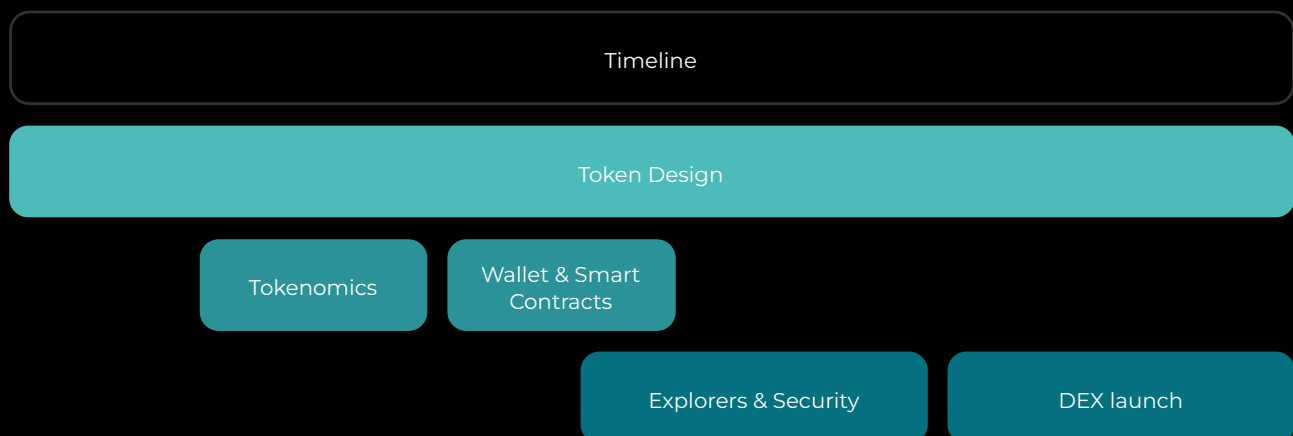 Timeline
Token Design
Tokenomics
Wallet & Smart
Contracts
Explorers & Security
DEX launch